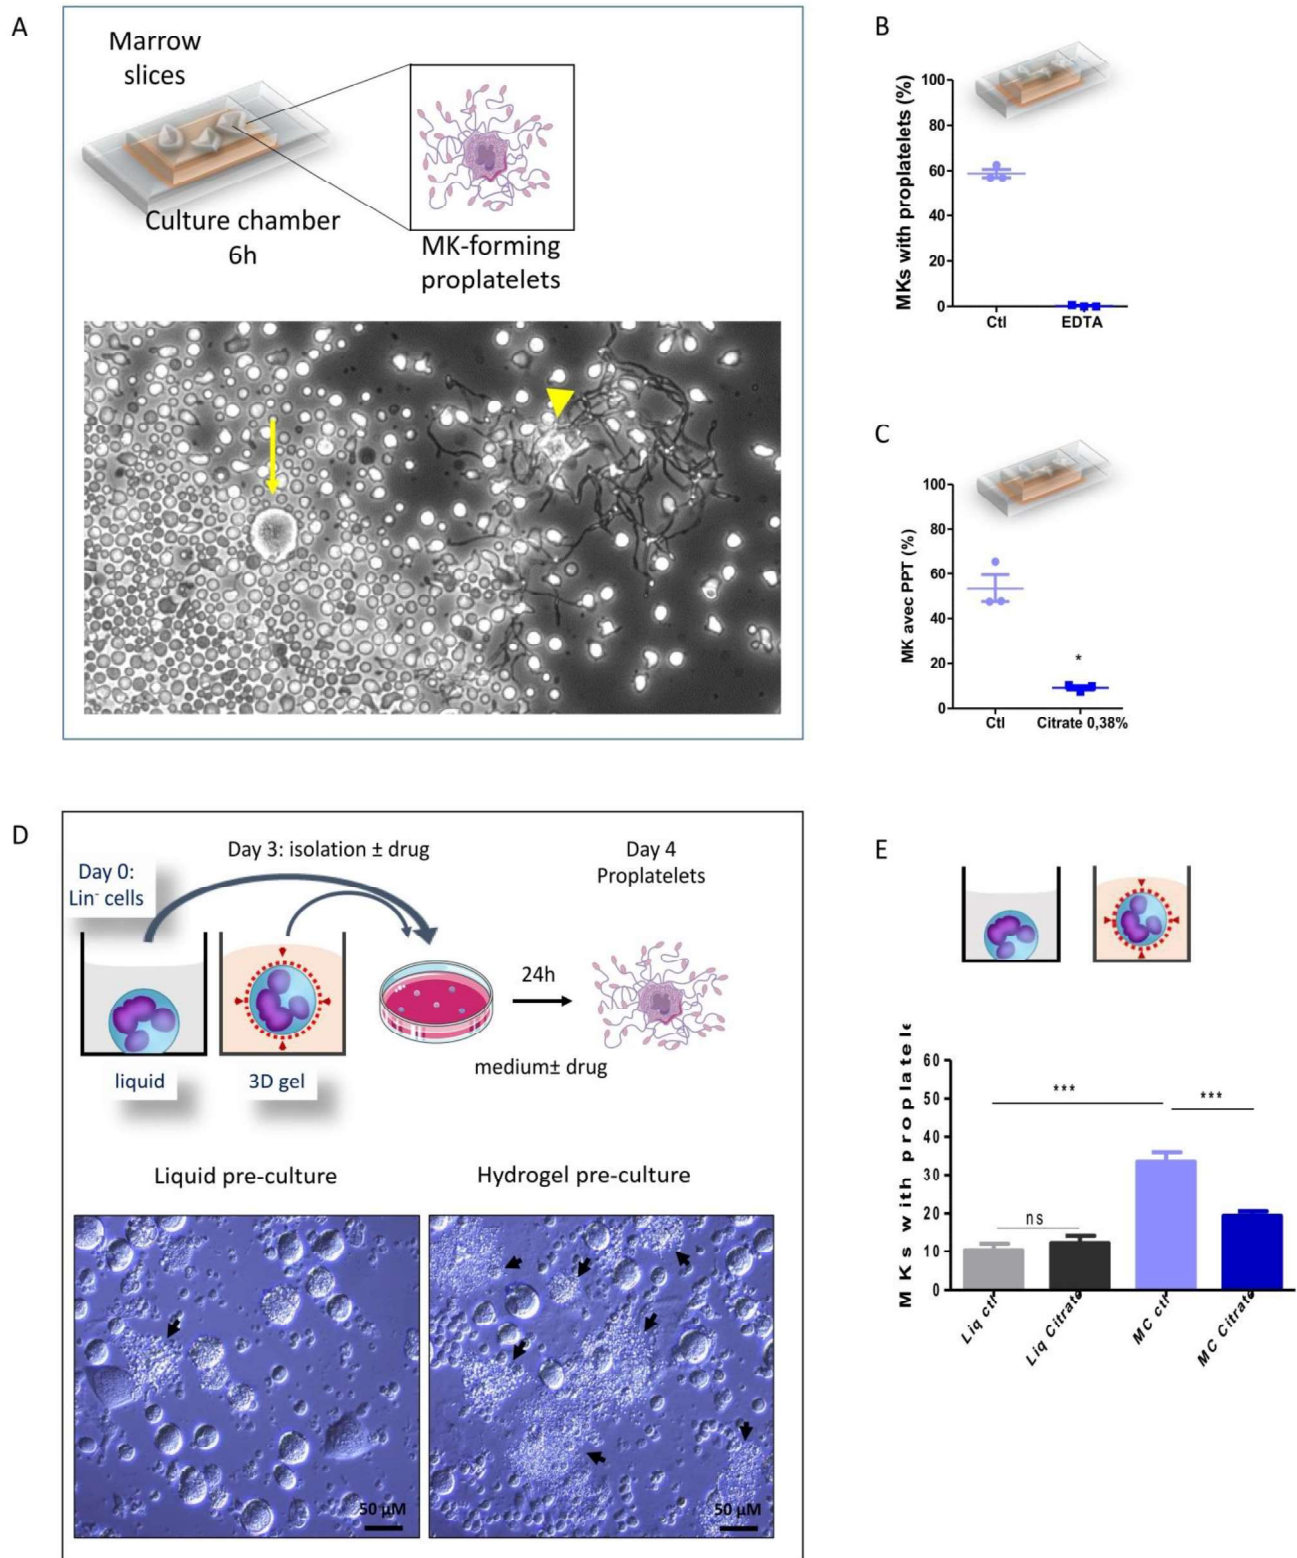 A
Marrow
slices
Culture chamber
6h
MK-forming
proplatelets
B
MKs with proplatelets (%)
100
80
60
40
20
0
Ctl
EDTA
C
MK avec PPT (%)
100
80
60
40
20
0
*
Ctl
Citrate 0,38%
D
Day 0:
Lin⁻ cells
Day 3: isolation ± drug
Day 4
Proplatelets
24h
medium± drug
liquid
3D gel
Liquid pre-culture
Hydrogel pre-culture
50 µM
50 µM
E
MKs with proplatele
60
50
40
30
20
10
0
ns
***
***
Liq ctl
Liq Citrate
MC ctl
MC Citrate